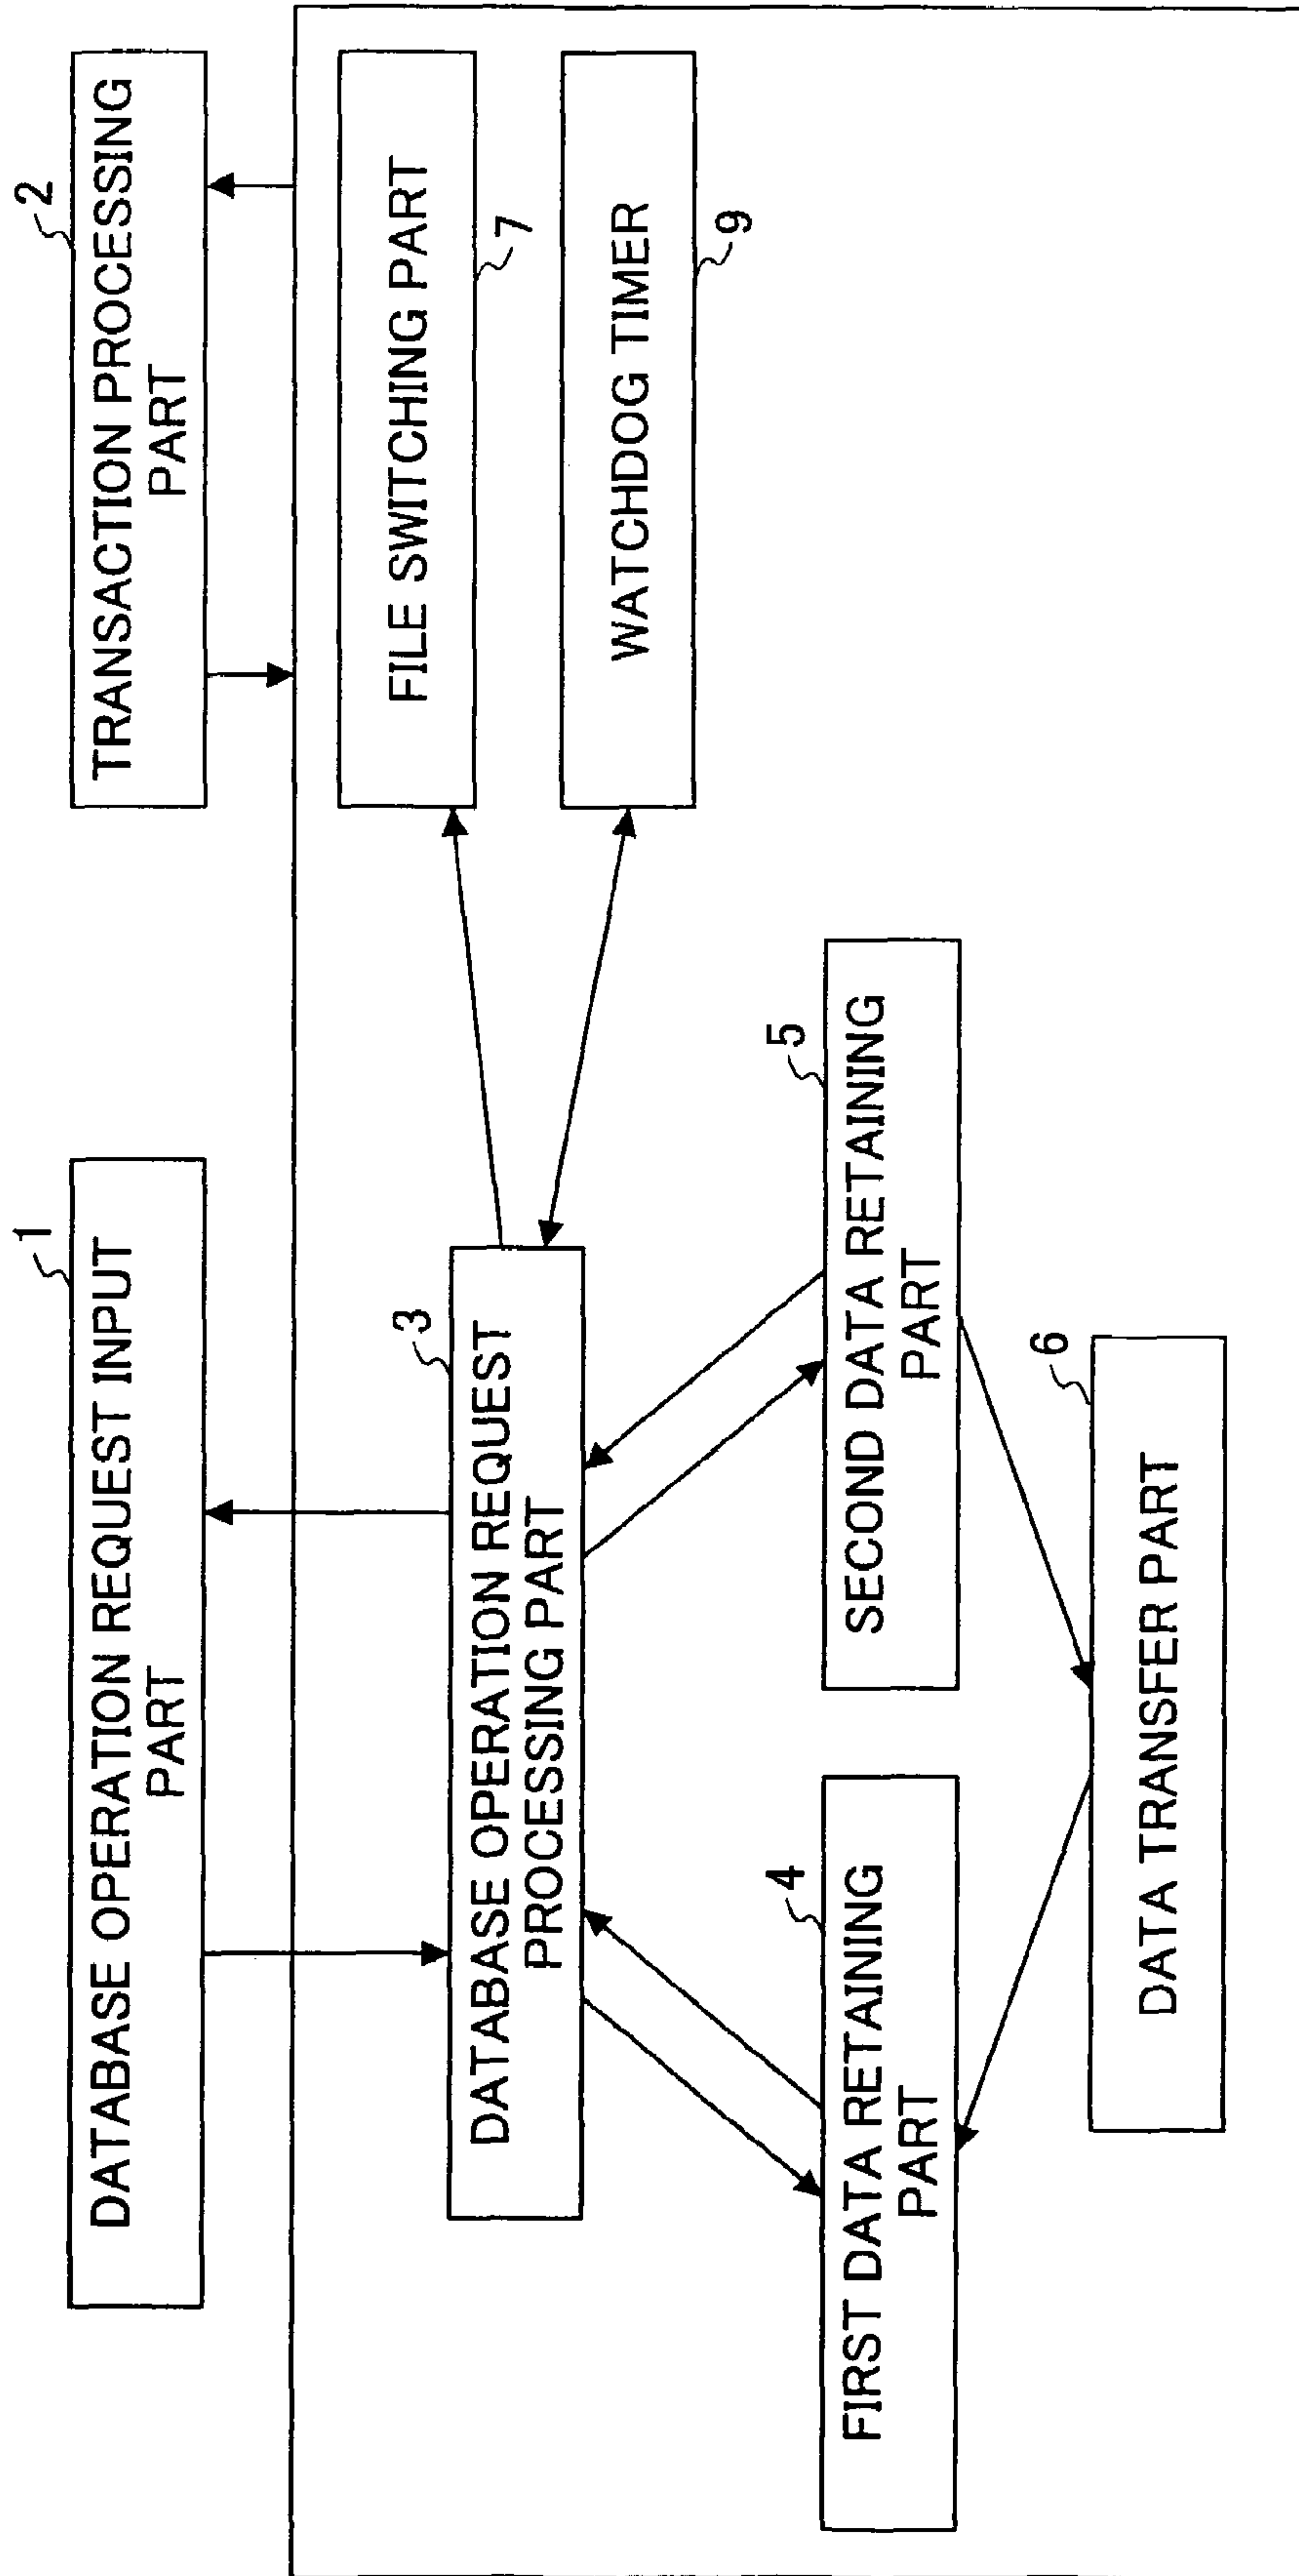 1
DATABASE OPERATION REQUEST INPUT
PART
2
TRANSACTION PROCESSING
PART
3
DATABASE OPERATION REQUEST
PROCESSING PART
FILE SWITCHING PART
7
WATCHDOG TIMER
9
4
FIRST DATA RETAINING
PART
5
SECOND DATA RETAINING
PART
6
DATA TRANSFER PART